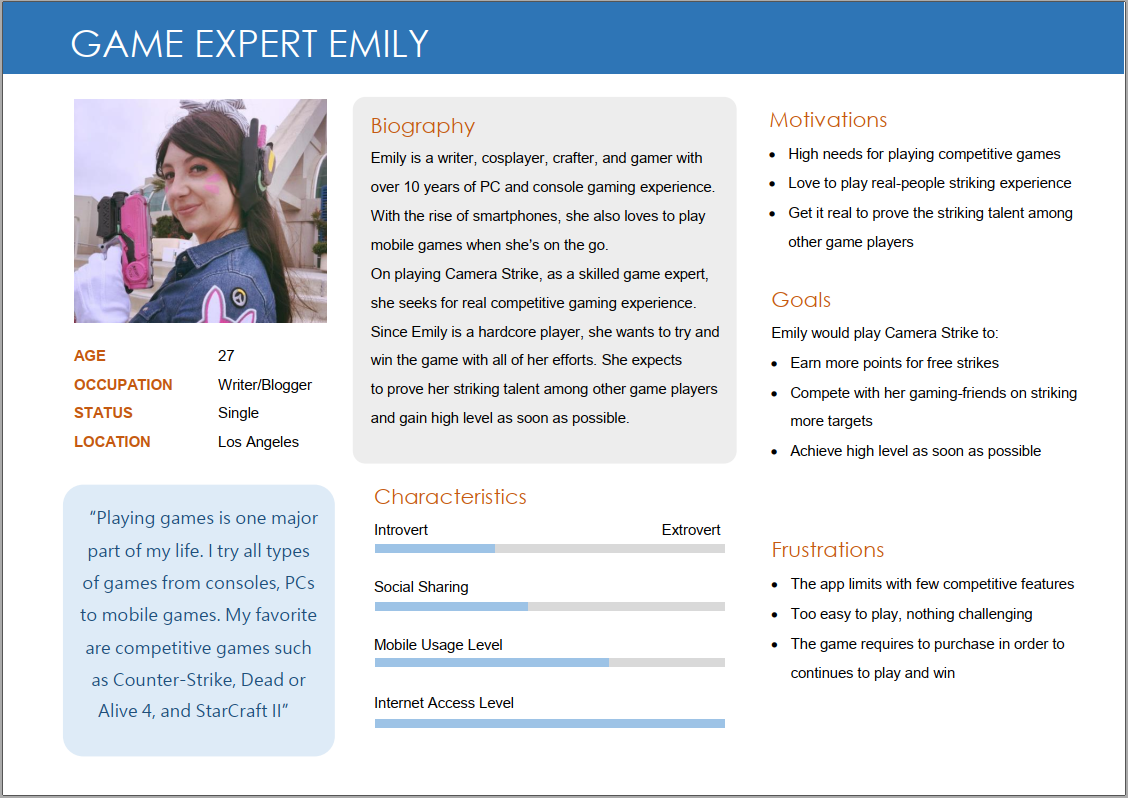 GAME EXPERT EMILY
AGE 27
OCCUPATION Writer/Blogger
STATUS Single
LOCATION Los Angeles
“Playing games is one major
part of my life. I try all types
of games from consoles, PCs
to mobile games. My favorite
are competitive games such
as Counter-Strike, Dead or
Alive 4, and StarCraft II”
Biography
Emily is a writer, cosplayer, crafter, and gamer with
over 10 years of PC and console gaming experience.
With the rise of smartphones, she also loves to play
mobile games when she's on the go.
On playing Camera Strike, as a skilled game expert,
she seeks for real competitive gaming experience.
Since Emily is a hardcore player, she wants to try and
win the game with all of her efforts. She expects
to prove her striking talent among other game players
and gain high level as soon as possible.
Characteristics
Introvert Extrovert
Social Sharing
Mobile Usage Level
Internet Access Level
Motivations
• High needs for playing competitive games
• Love to play real-people striking experience
• Get it real to prove the striking talent among
other game players
Goals
Emily would play Camera Strike to:
• Earn more points for free strikes
• Compete with her gaming-friends on striking
more targets
• Achieve high level as soon as possible
Frustrations
• The app limits with few competitive features
• Too easy to play, nothing challenging
• The game requires to purchase in order to
continues to play and win